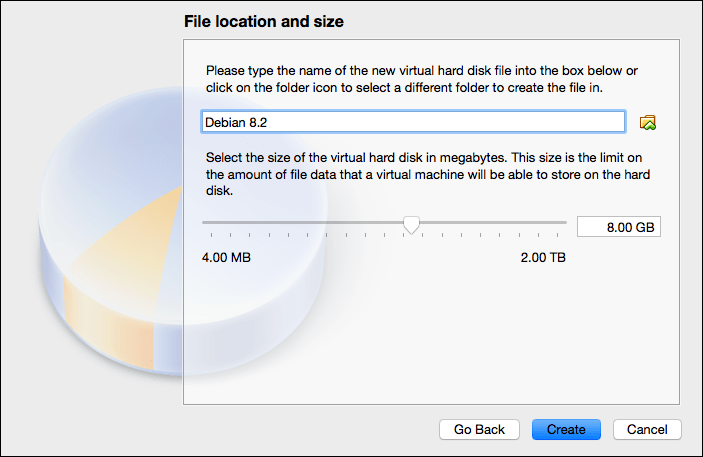 File location and size
Please type the name of the new virtual hard disk file into the box below or
click on the folder icon to select a different folder to create the file in.
Debian 8.2
Select the size of the virtual hard disk in megabytes. This size is the limit on
the amount of file data that a virtual machine will be able to store on the hard
disk.
8.00 GB
4.00 MB
2.00 TB
Go Back
Create
Cancel